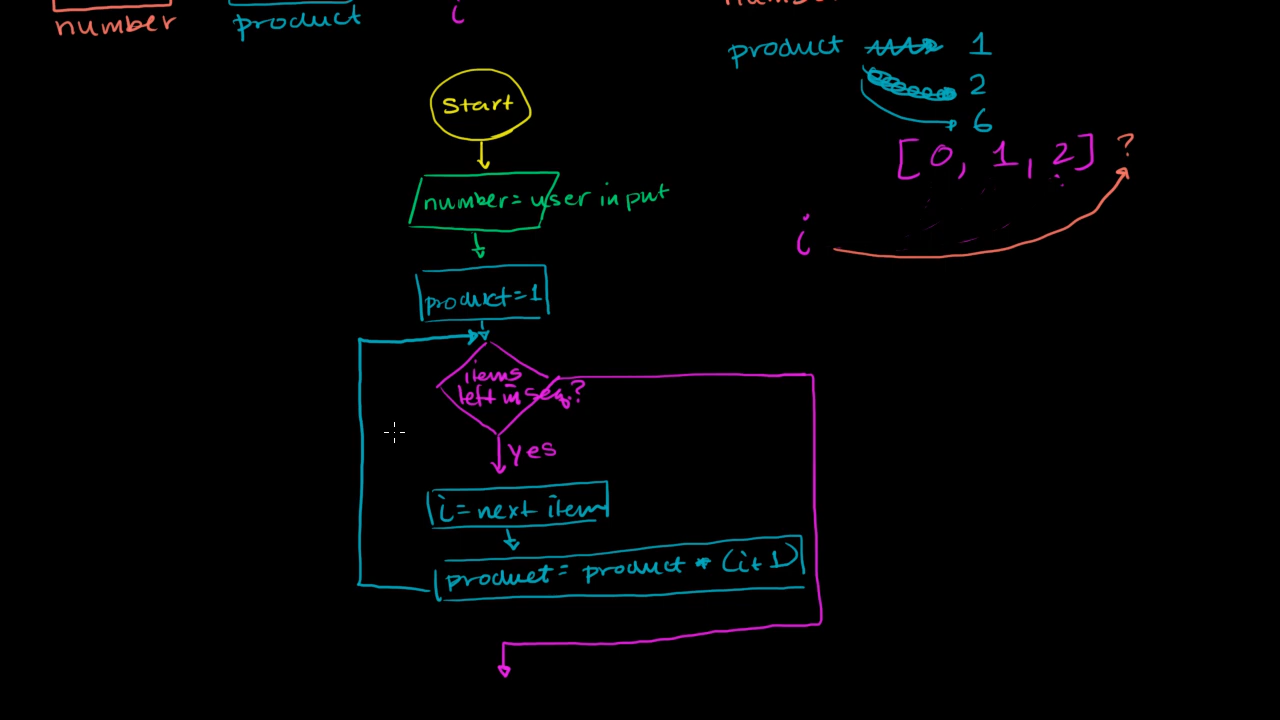 number product i
product 1
2
6
[0, 1, 2] ?
i
Start
number = user input
product = 1
items
left in seq.?
yes
i = next item
product = product * (i+1)